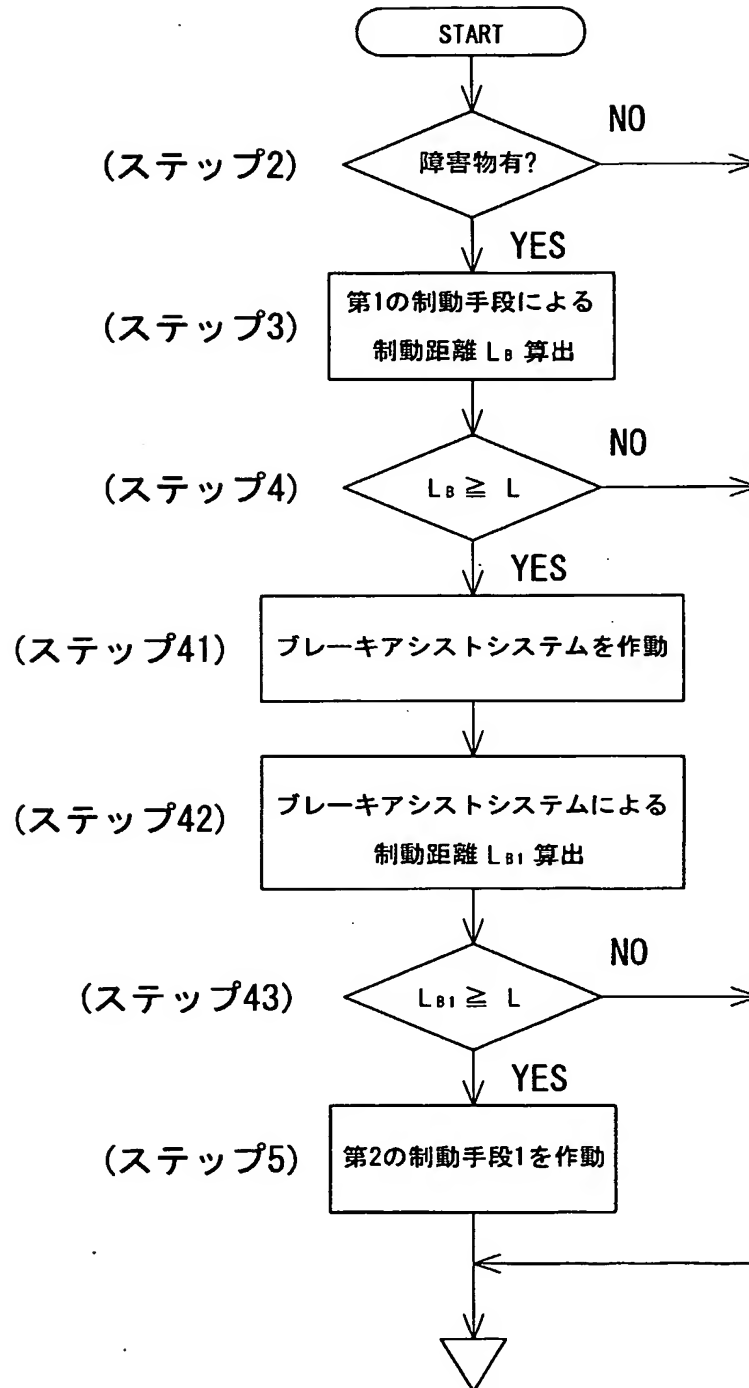 START
NO
(ステップ2)
障害物有?
YES
(ステップ3)
第1の制動手段による
制動距離 LB 算出
NO
(ステップ4)
LB ≧ L
YES
(ステップ41)
ブレーキアシストシステムを作動
(ステップ42)
ブレーキアシストシステムによる
制動距離 LB1 算出
NO
(ステップ43)
LB1 ≧ L
YES
(ステップ5)
第2の制動手段1を作動